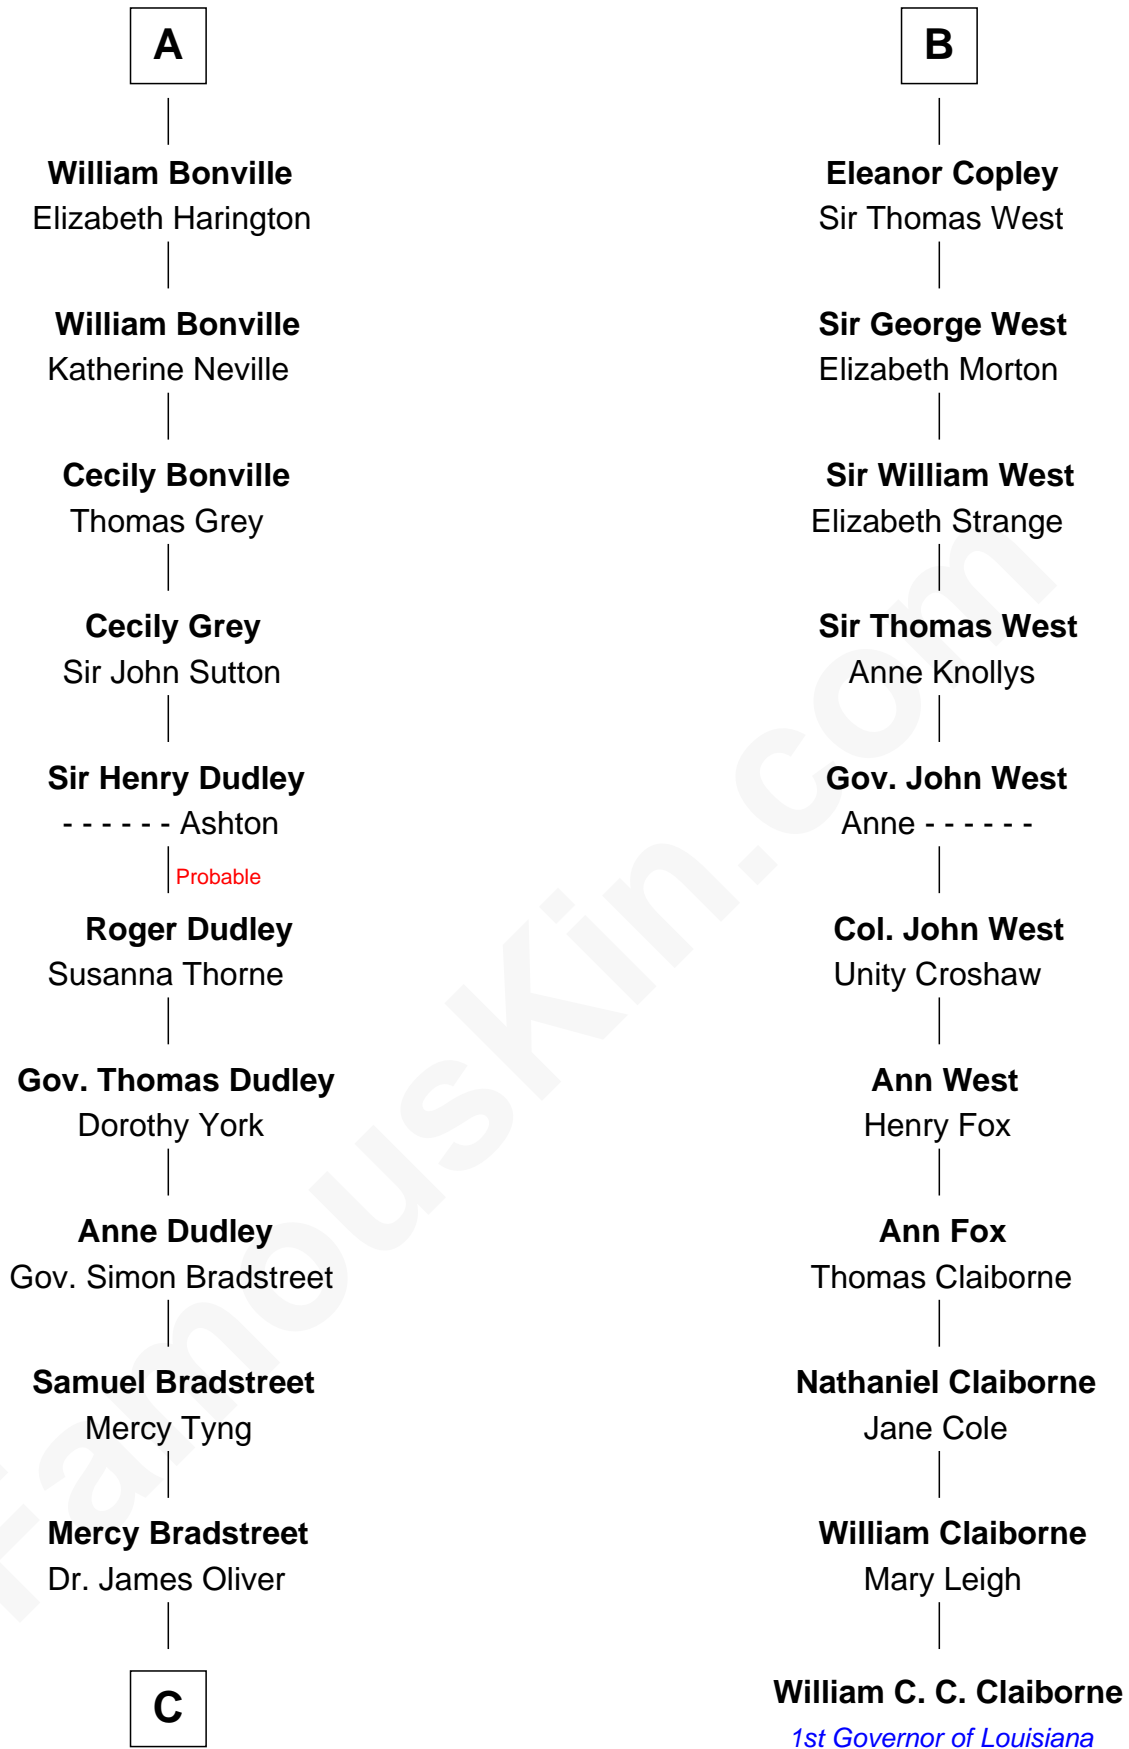 A
William Bonville
Elizabeth Harington
William Bonville
Katherine Neville
Cecily Bonville
Thomas Grey
Cecily Grey
Sir John Sutton
Sir Henry Dudley
- - - - - - Ashton
Probable
Roger Dudley
Susanna Thorne
Gov. Thomas Dudley
Dorothy York
Anne Dudley
Gov. Simon Bradstreet
Samuel Bradstreet
Mercy Tyng
Mercy Bradstreet
Dr. James Oliver
C
B
Eleanor Copley
Sir Thomas West
Sir George West
Elizabeth Morton
Sir William West
Elizabeth Strange
Sir Thomas West
Anne Knollys
Gov. John West
Anne - - - - - -
Col. John West
Unity Croshaw
Ann West
Henry Fox
Ann Fox
Thomas Claiborne
Nathaniel Claiborne
Jane Cole
William Claiborne
Mary Leigh
William C. C. Claiborne
1st Governor of Louisiana
FamousKin.com